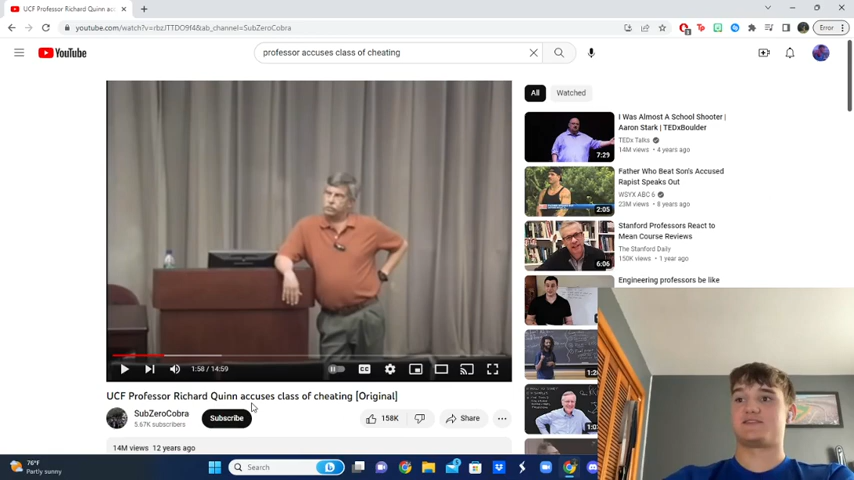 UCF Professor Richard Quinn ac
youtube.com/watch?v=rbzJTTDO9f4&ab_channel=SubZeroCobra
Error
YouTube
professor accuses class of cheating
All
Watched
I Was Almost A School Shooter |
Aaron Stark | TEDxBoulder
TEDx Talks
14M views • 4 years ago
7:29
Father Who Beat Son's Accused
Rapist Speaks Out
WSYX ABC 6
23M views • 8 years ago
2:05
Stanford Professors React to
Mean Course Reviews
The Stanford Daily
150K views • 1 year ago
6:06
Engineering professors be like
1:58 / 14:59
UCF Professor Richard Quinn accuses class of cheating [Original]
SubZeroCobra
5.67K subscribers
Subscribe
158K
Share
14M views 12 years ago
76°F
Partly sunny
Search